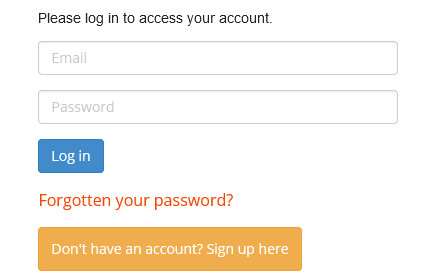 Please log in to access your account.
Email
Password
Log in
Forgotten your password?
Don't have an account? Sign up here